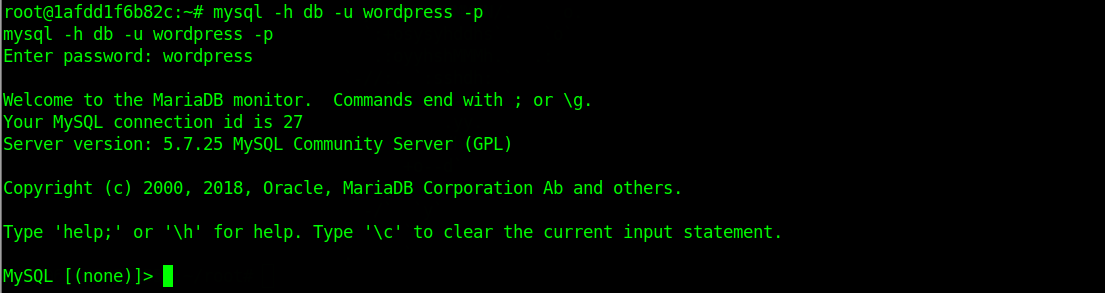 root@1afdd1f6b82c:~# mysql -h db -u wordpress -p
mysql -h db -u wordpress -p
Enter password: wordpress
Welcome to the MariaDB monitor.  Commands end with ; or \g.
Your MySQL connection id is 27
Server version: 5.7.25 MySQL Community Server (GPL)
Copyright (c) 2000, 2018, Oracle, MariaDB Corporation Ab and others.
Type 'help;' or '\h' for help. Type '\c' to clear the current input statement.
MySQL [(none)]>